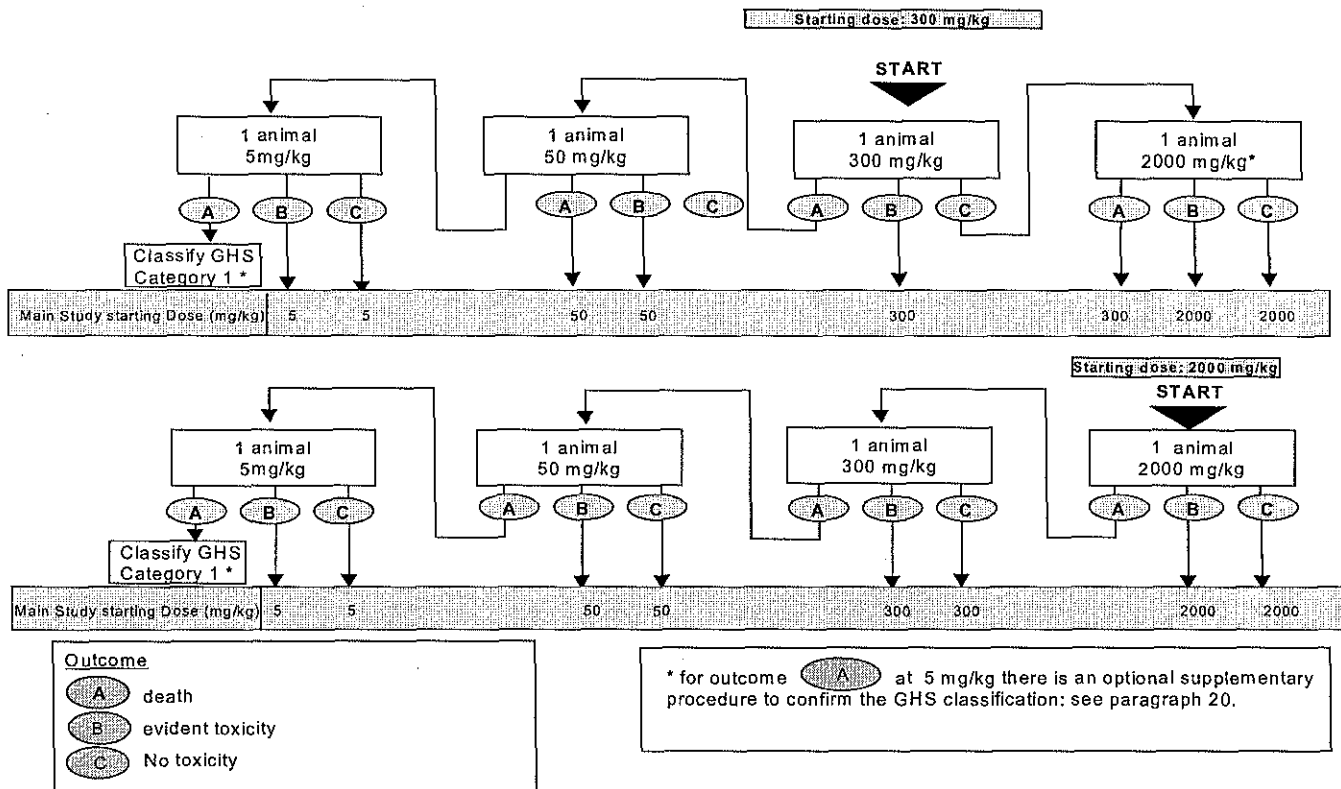 Starting dose: 300 mg/kg
START
1 animal
5mg/kg
1 animal
50 mg/kg
1 animal
300 mg/kg
1 animal
2000 mg/kg*
A B C A B C A B C A B C
Classify GHS
Category 1 *
Main Study starting Dose (mg/kg) 5 5 50 50 300 300 2000 2000
Starting dose: 2000 mg/kg
START
1 animal
5mg/kg
1 animal
50 mg/kg
1 animal
300 mg/kg
1 animal
2000 mg/kg
A B C A B C A B C A B C
Classify GHS
Category 1 *
Main Study starting Dose (mg/kg) 5 5 50 50 300 300 2000 2000
Outcome
A death
B evident toxicity
C No toxicity
* for outcome A at 5 mg/kg there is an optional supplementary
procedure to confirm the GHS classification: see paragraph 20.